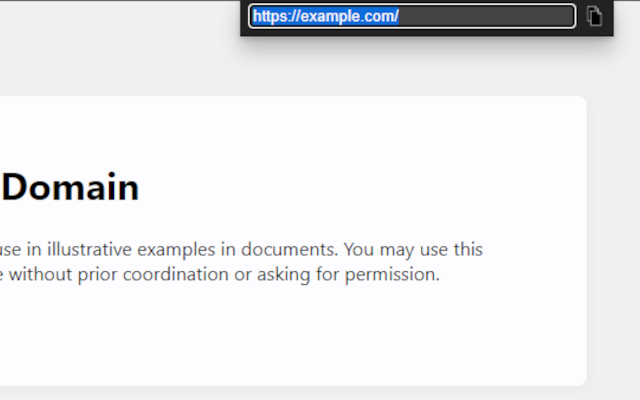 https://example.com/
Domain
use in illustrative examples in documents. You may use this
without prior coordination or asking for permission.